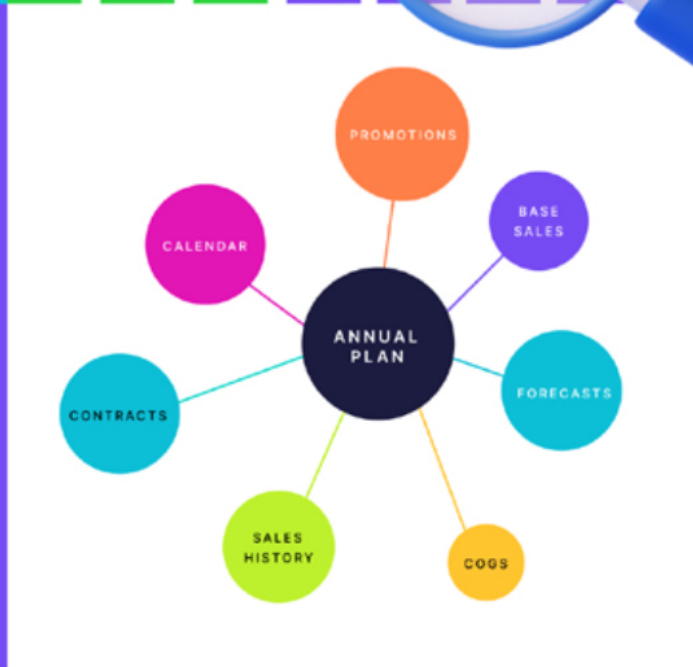 PROMOTIONS
BASE
SALES
CALENDAR
ANNUAL
PLAN
FORECASTS
CONTRACTS
SALES
HISTORY
COGS